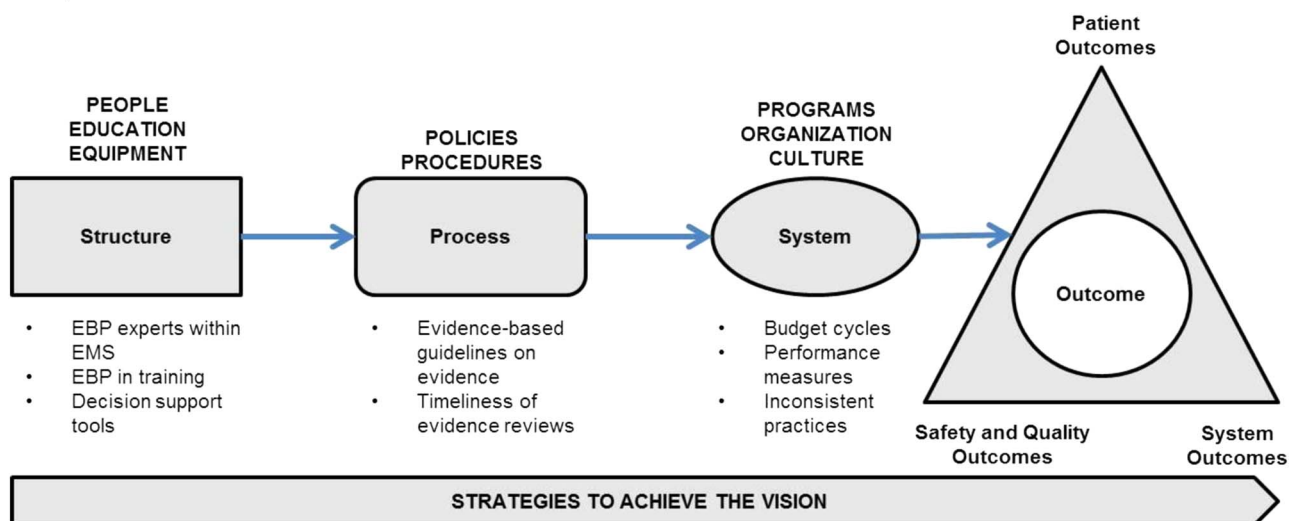 PEOPLE
EDUCATION
EQUIPMENT
Structure
• EBP experts within
EMS
• EBP in training
• Decision support
tools
POLICIES
PROCEDURES
Process
• Evidence-based
guidelines on
evidence
• Timeliness of
evidence reviews
PROGRAMS
ORGANIZATION
CULTURE
System
• Budget cycles
• Performance
measures
• Inconsistent
practices
Patient
Outcomes
Outcome
Safety and Quality
Outcomes
System
Outcomes
STRATEGIES TO ACHIEVE THE VISION